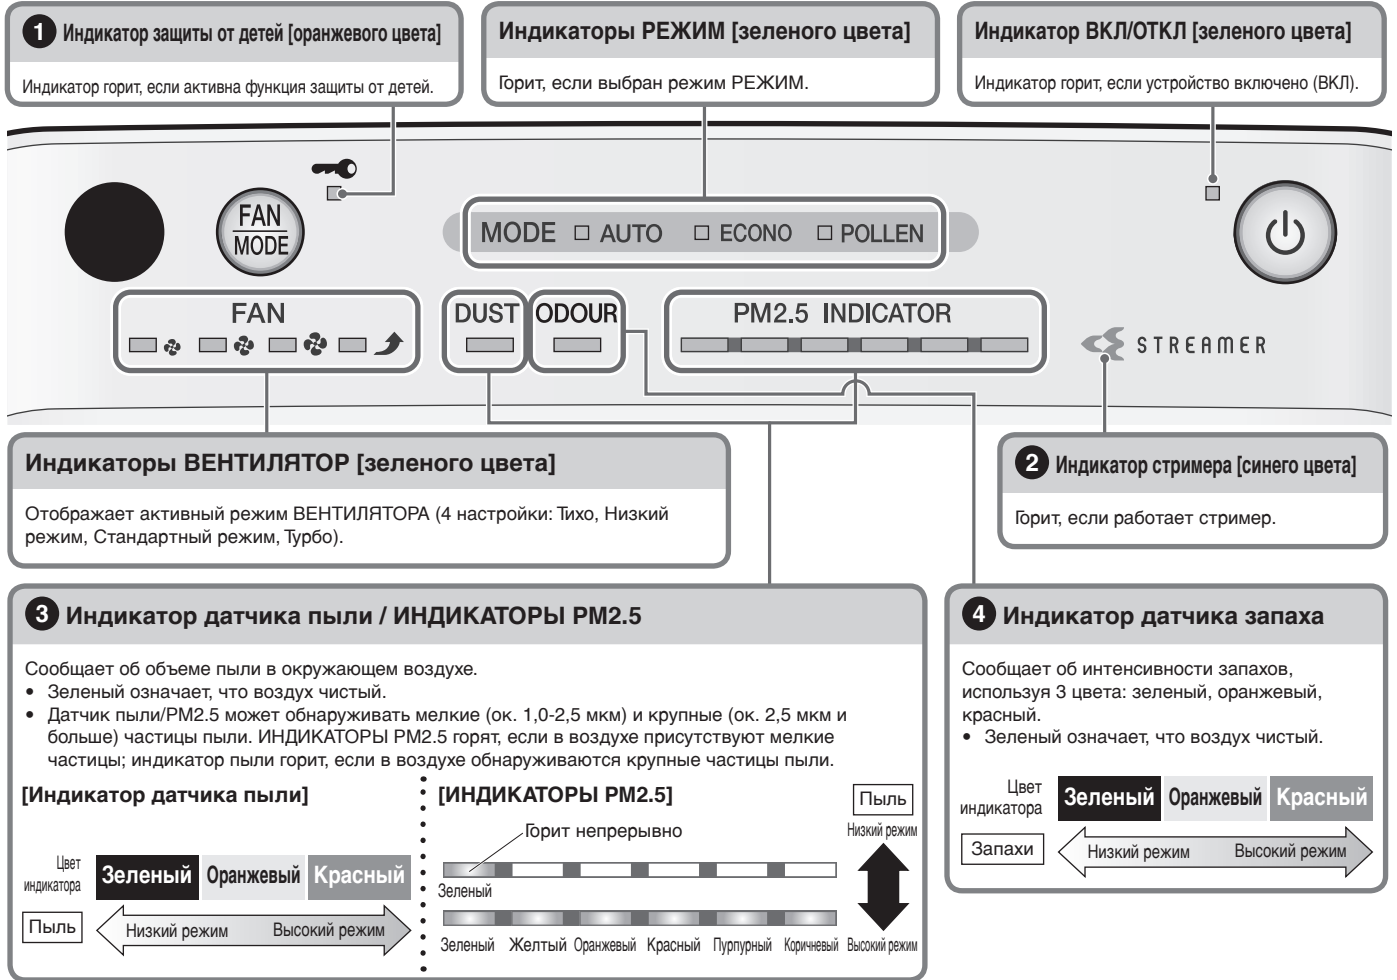 1 Индикатор защиты от детей [оранжевого цвета]
Индикатор горит, если активна функция защиты от детей.
Индикаторы РЕЖИМ [зеленого цвета]
Горит, если выбран режим РЕЖИМ.
Индикатор ВКЛ/ОТКЛ [зеленого цвета]
Индикатор горит, если устройство включено (ВКЛ).
FAN
MODE
MODE AUTO ECONO POLLEN
FAN
DUST
ODOUR
PM2.5 INDICATOR
STREAMER
Индикаторы ВЕНТИЛЯТОР [зеленого цвета]
Отображает активный режим ВЕНТИЛЯТОРА (4 настройки: Тихо, Низкий
режим, Стандартный режим, Турбо).
2 Индикатор стримера [синего цвета]
Горит, если работает стример.
3 Индикатор датчика пыли / ИНДИКАТОРЫ PM2.5
Сообщает об объеме пыли в окружающем воздухе.
• Зеленый означает, что воздух чистый.
• Датчик пыли/PM2.5 может обнаруживать мелкие (ок. 1,0-2,5 мкм) и крупные (ок. 2,5 мкм и
больше) частицы пыли. ИНДИКАТОРЫ PM2.5 горят, если в воздухе присутствуют мелкие
частицы; индикатор пыли горит, если в воздухе обнаруживаются крупные частицы пыли.
[Индикатор датчика пыли]
Цвет
индикатора
Зеленый Оранжевый Красный
Пыль
Низкий режим Высокий режим
[ИНДИКАТОРЫ PM2.5]
Горит непрерывно
Зеленый
Зеленый Желтый Оранжевый Красный Пурпурный Коричневый
Пыль
Низкий режим
Высокий режим
4 Индикатор датчика запаха
Сообщает об интенсивности запахов,
используя 3 цвета: зеленый, оранжевый,
красный.
• Зеленый означает, что воздух чистый.
Цвет
индикатора
Зеленый Оранжевый Красный
Запахи
Низкий режим Высокий режим